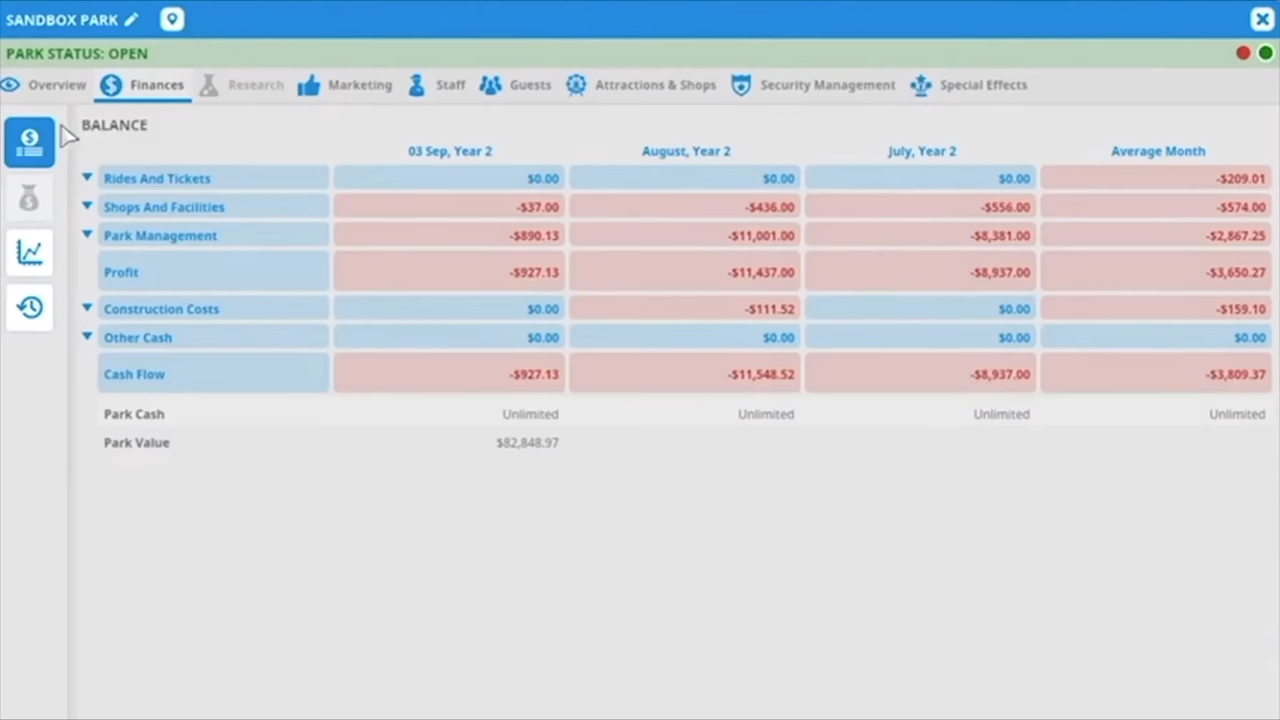 SANDBOX PARK
PARK STATUS: OPEN
Overview Finances Research Marketing Staff Guests Attractions & Shops Security Management Special Effects
BALANCE
03 Sep, Year 2 August, Year 2 July, Year 2 Average Month
Rides And Tickets $0.00 $0.00 $0.00 -$209.01
Shops And Facilities -$37.00 -$436.00 -$556.00 -$574.00
Park Management -$890.13 -$11,001.00 -$8,381.00 -$2,867.25
Profit -$927.13 -$11,437.00 -$8,937.00 -$3,650.27
Construction Costs $0.00 -$111.52 $0.00 -$159.10
Other Cash $0.00 $0.00 $0.00 $0.00
Cash Flow -$927.13 -$11,548.52 -$8,937.00 -$3,809.37
Park Cash Unlimited Unlimited Unlimited Unlimited
Park Value $82,848.97